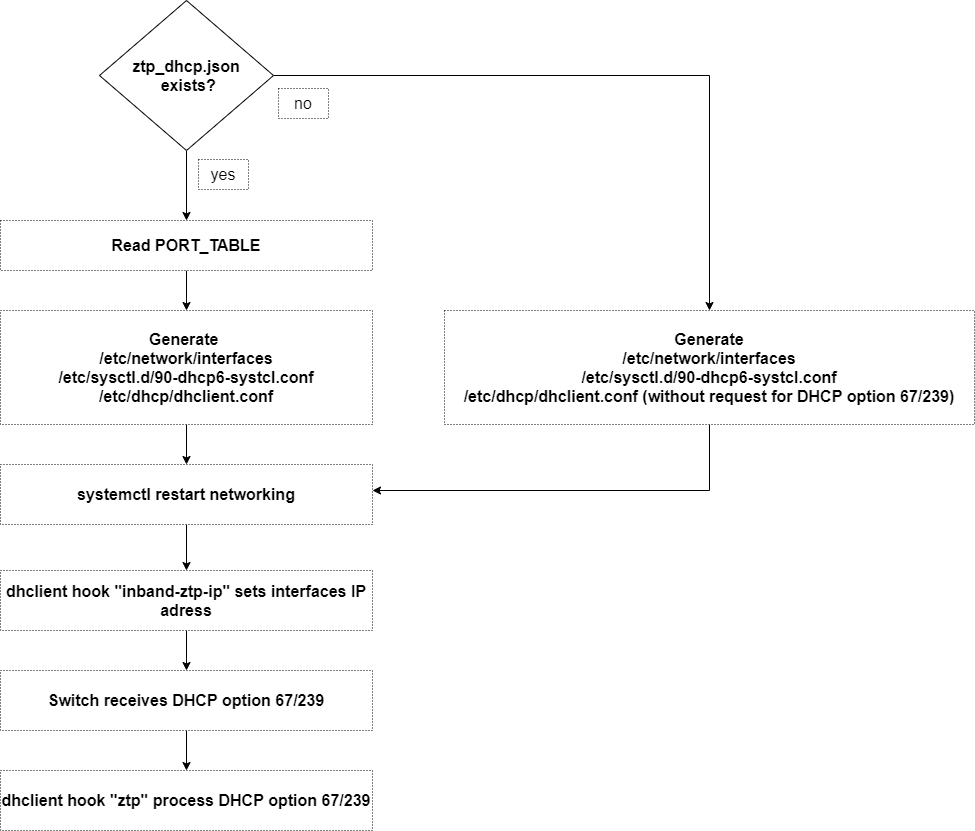 ztp_dhcp.json
exists?
no
yes
Read PORT_TABLE
Generate
/etc/network/interfaces
/etc/sysctl.d/90-dhcp6-systcl.conf
/etc/dhcp/dhclient.conf
Generate
/etc/network/interfaces
/etc/sysctl.d/90-dhcp6-systcl.conf
/etc/dhcp/dhclient.conf (without request for DHCP option 67/239)
systemctl restart networking
dhclient hook "inband-ztp-ip" sets interfaces IP
adress
Switch receives DHCP option 67/239
dhclient hook "ztp" process DHCP option 67/239